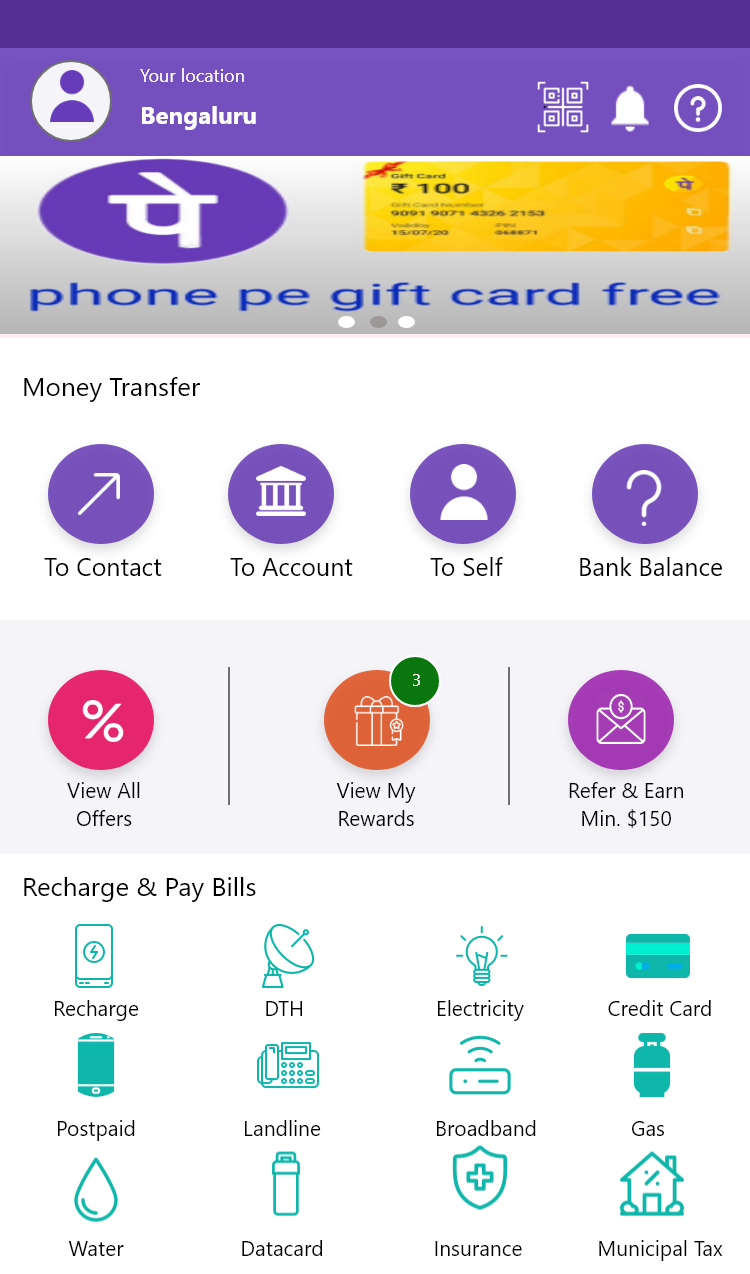 Your location
Bengaluru
पे
Gift Card
₹ 100
Gift Card Number
9091 9071 4326 2153
Validity PIN
15/07/20 068871
पे
phone pe gift card free
Money Transfer
To Contact To Account To Self Bank Balance
3
View All View My Refer & Earn
Offers Rewards Min. $150
Recharge & Pay Bills
Recharge DTH Electricity Credit Card
Postpaid Landline Broadband Gas
Water Datacard Insurance Municipal Tax